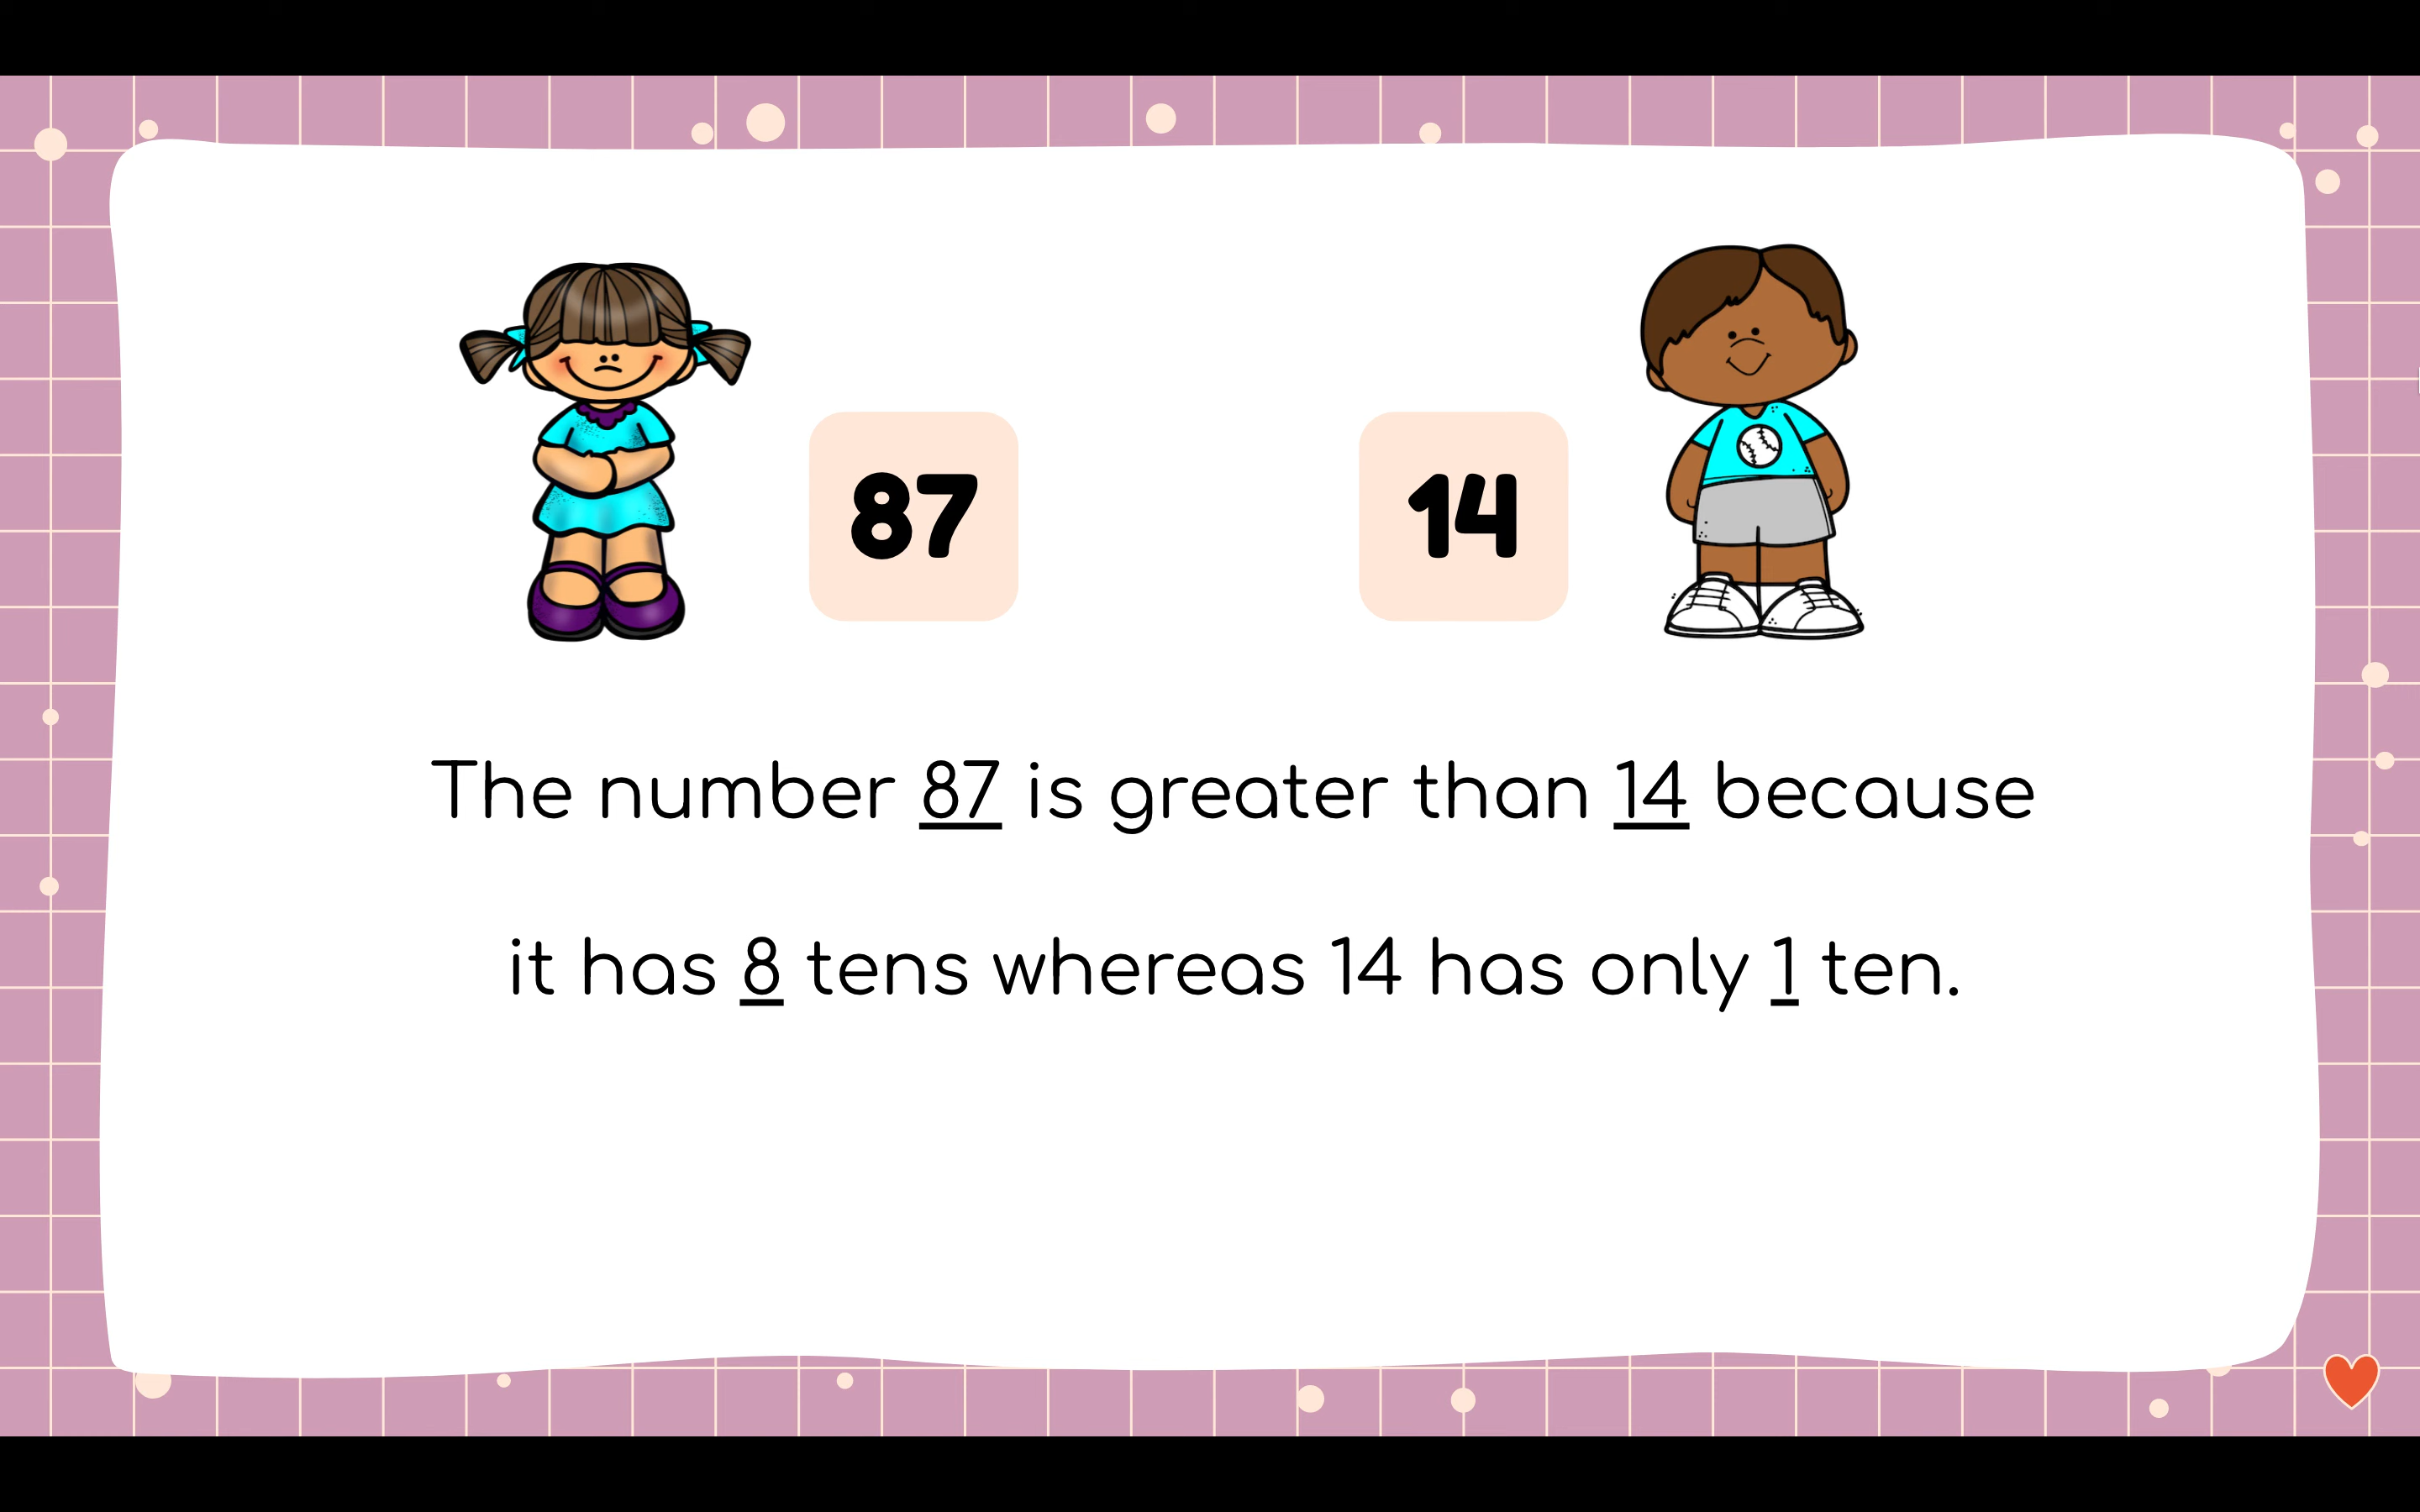 87
14
The number 87 is greater than 14 because
it has 8 tens whereas 14 has only 1 ten.